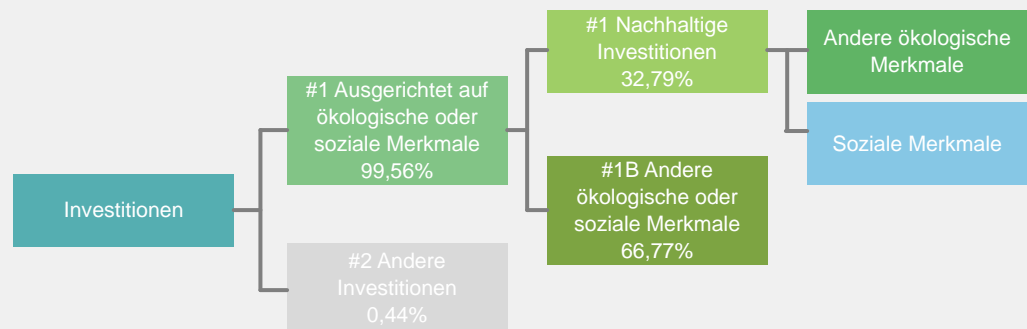 Investitionen
#1 Ausgerichtet auf
ökologische oder
soziale Merkmale
99,56%
#2 Andere
Investitionen
0,44%
#1 Nachhaltige
Investitionen
32,79%
#1B Andere
ökologische oder
soziale Merkmale
66,77%
Andere ökologische
Merkmale
Soziale Merkmale